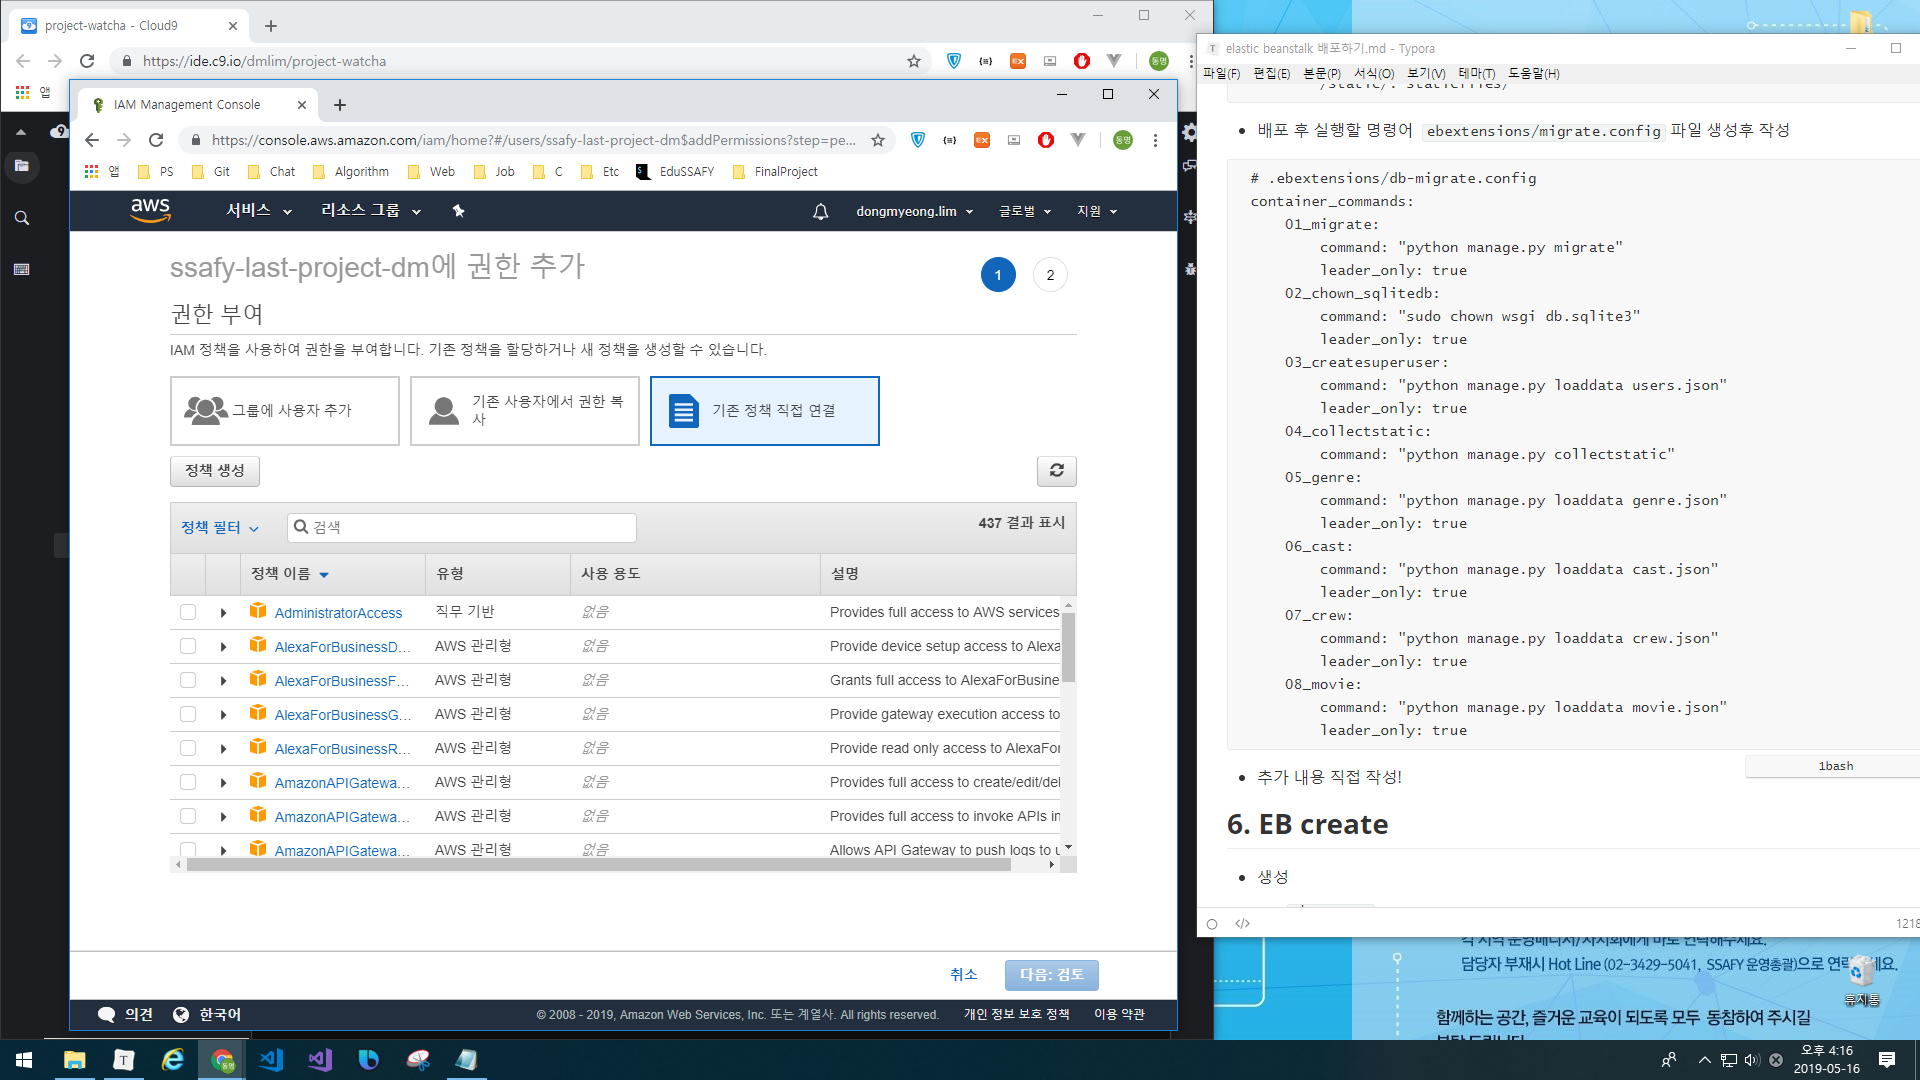 project-watcha - Cloud9
https://ide.c9.io/dmlim/project-watcha
앱
IAM Management Console
https://console.aws.amazon.com/iam/home?#/users/ssafy-last-project-dm$addPermissions?step=pe...
앱 PS Git Chat Algorithm Web Job C Etc EduSSAFY FinalProject
aws 서비스 리소스 그룹 dongmyeong.lim 글로벌 지원
ssafy-last-project-dm에 권한 추가
1 2
권한 부여
IAM 정책을 사용하여 권한을 부여합니다. 기존 정책을 할당하거나 새 정책을 생성할 수 있습니다.
그룹에 사용자 추가
기존 사용자에서 권한 복
사
기존 정책 직접 연결
정책 생성
정책 필터 검색 437 결과 표시
정책 이름 유형 사용 용도 설명
AdministratorAccess 직무 기반 없음 Provides full access to AWS services
AlexaForBusinessD... AWS 관리형 없음 Provide device setup access to Alexa
AlexaForBusinessF... AWS 관리형 없음 Grants full access to AlexaForBusine
AlexaForBusinessG... AWS 관리형 없음 Provide gateway execution access to
AlexaForBusinessR... AWS 관리형 없음 Provide read only access to AlexaFor
AmazonAPIGatewa... AWS 관리형 없음 Provides full access to create/edit/del
AmazonAPIGatewa... AWS 관리형 없음 Provides full access to invoke APIs in
AmazonAPIGatewa... AWS 관리형 없음 Allows API Gateway to push logs to u
취소 다음: 검토
의견 한국어 © 2008 - 2019, Amazon Web Services, Inc. 또는 계열사. All rights reserved. 개인 정보 보호 정책 이용 약관
elastic beanstalk 배포하기.md - Typora
파일(F) 편집(E) 본문(P) 서식(O) 보기(V) 테마(T) 도움말(H)
/static/: staticfiles/
배포 후 실행할 명령어 ebextensions/migrate.config 파일 생성후 작성
# .ebextensions/db-migrate.config
container_commands:
01_migrate:
command: "python manage.py migrate"
leader_only: true
02_chown_sqlitedb:
command: "sudo chown wsgi db.sqlite3"
leader_only: true
03_createsuperuser:
command: "python manage.py loaddata users.json"
leader_only: true
04_collectstatic:
command: "python manage.py collectstatic"
05_genre:
command: "python manage.py loaddata genre.json"
leader_only: true
06_cast:
command: "python manage.py loaddata cast.json"
leader_only: true
07_crew:
command: "python manage.py loaddata crew.json"
leader_only: true
08_movie:
command: "python manage.py loaddata movie.json"
leader_only: true
1bash
추가 내용 직접 작성!
6. EB create
생성
1218
담당자 부재시 Hot Line (02-3429-5041, SSAFY 운영총괄)으로 연락
휴지통
함께하는 공간, 즐거운 교육이 되도록 모두 동참하여 주시길
오후 4:16
2019-05-16